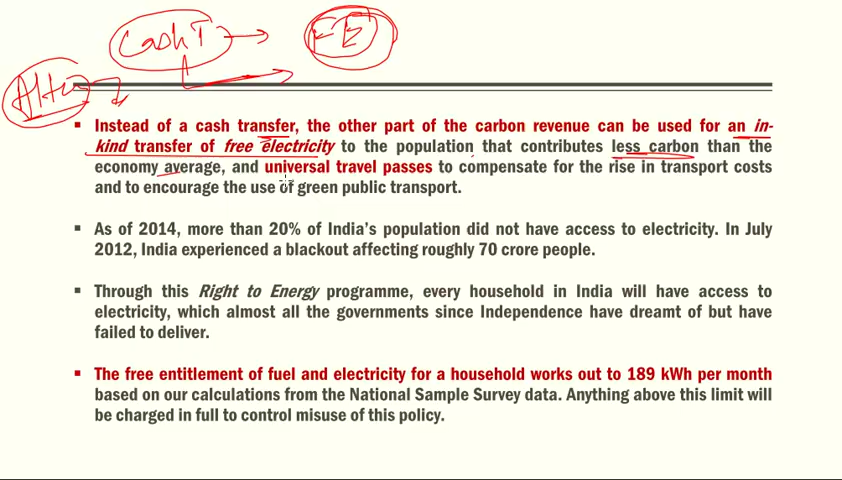 Cash T
FE
Alter
▪ Instead of a cash transfer, the other part of the carbon revenue can be used for an in-
kind transfer of free electricity to the population that contributes less carbon than the
economy average, and universal travel passes to compensate for the rise in transport costs
and to encourage the use of green public transport.
▪ As of 2014, more than 20% of India's population did not have access to electricity. In July
2012, India experienced a blackout affecting roughly 70 crore people.
▪ Through this Right to Energy programme, every household in India will have access to
electricity, which almost all the governments since Independence have dreamt of but have
failed to deliver.
▪ The free entitlement of fuel and electricity for a household works out to 189 kWh per month
based on our calculations from the National Sample Survey data. Anything above this limit will
be charged in full to control misuse of this policy.